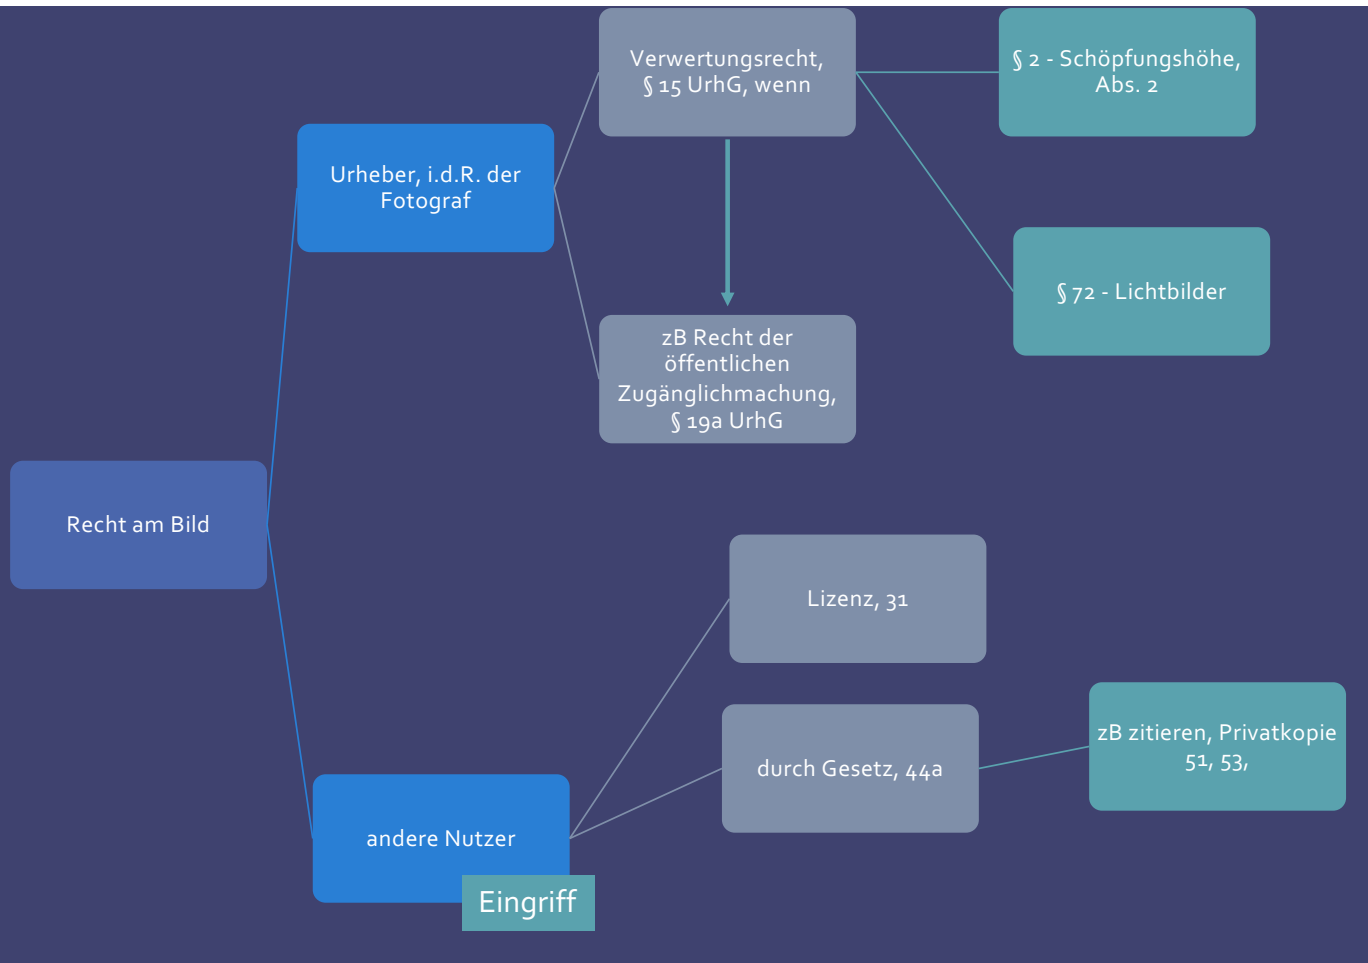 Recht am Bild
Urheber, i.d.R. der
Fotograf
Verwertungsrecht,
§ 15 UrhG, wenn
§ 2 - Schöpfungshöhe,
Abs. 2
§ 72 - Lichtbilder
zB Recht der
öffentlichen
Zugänglichmachung,
§ 19a UrhG
andere Nutzer
Eingriff
Lizenz, 31
durch Gesetz, 44a
zB zitieren, Privatkopie
51, 53,